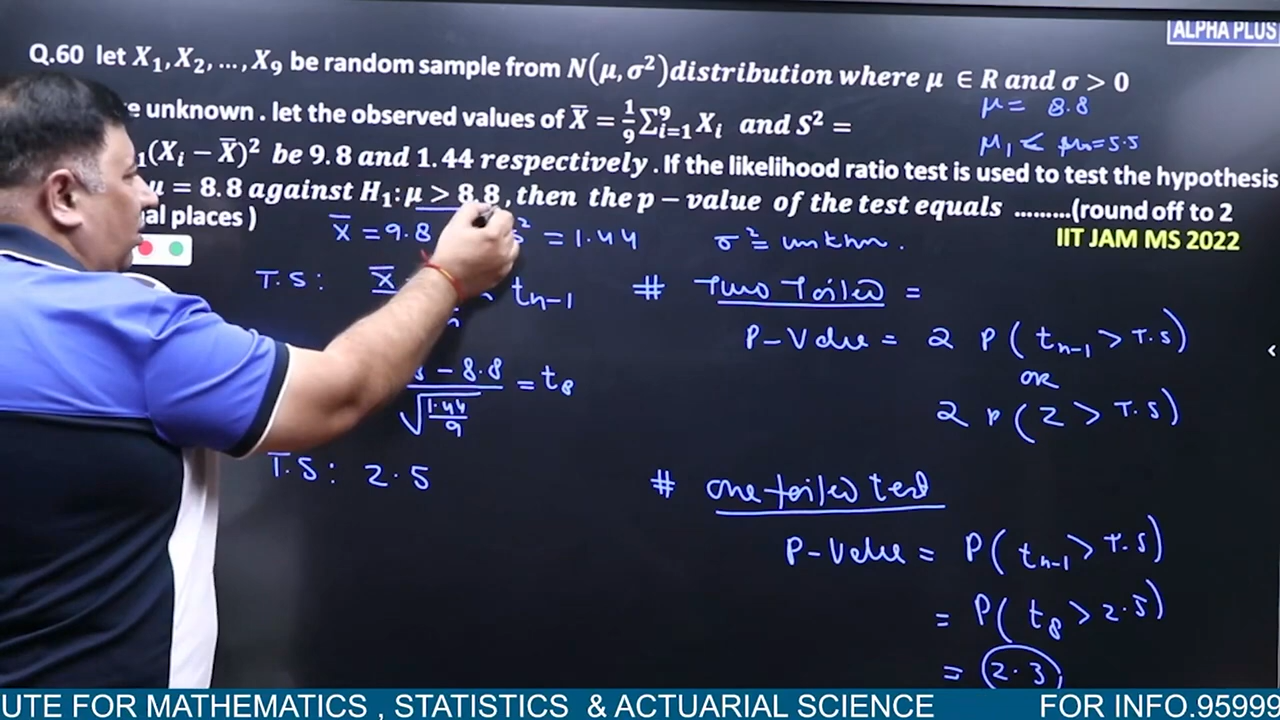 ALPHA PLUS
Q.60 let X₁, X₂, ..., X₉ be random sample from N(μ, σ²)distribution where μ ∈ R and σ > 0
e unknown . let the observed values of X̄ = 1/9 Σ⁹ᵢ₌₁ Xᵢ and S² =
₁(Xᵢ − X̄)² be 9.8 and 1.44 respectively . If the likelihood ratio test is used to test the hypothesis
μ = 8.8 against H₁: μ > 8.8 , then the p − value of the test equals .........(round off to 2
al places )
IIT JAM MS 2022
μ = 8.8
μ₁ < μ₀ = 5.5
x̄ = 9.8 ² = 1.44 σ² = unknn .
T.S : x̄ tₙ₋₁
8 − 8.8 / √(1.44/9) = t₈
T.S : 2.5
# Two Tailed =
P-Value = 2 P( tₙ₋₁ > T.S )
OR
2 P( Z > T.S )
# one tailed test
P-Value = P( tₙ₋₁ > T.S )
= P( t₈ > 2.5 )
= 2.3
UTE FOR MATHEMATICS , STATISTICS & ACTUARIAL SCIENCE FOR INFO.95999